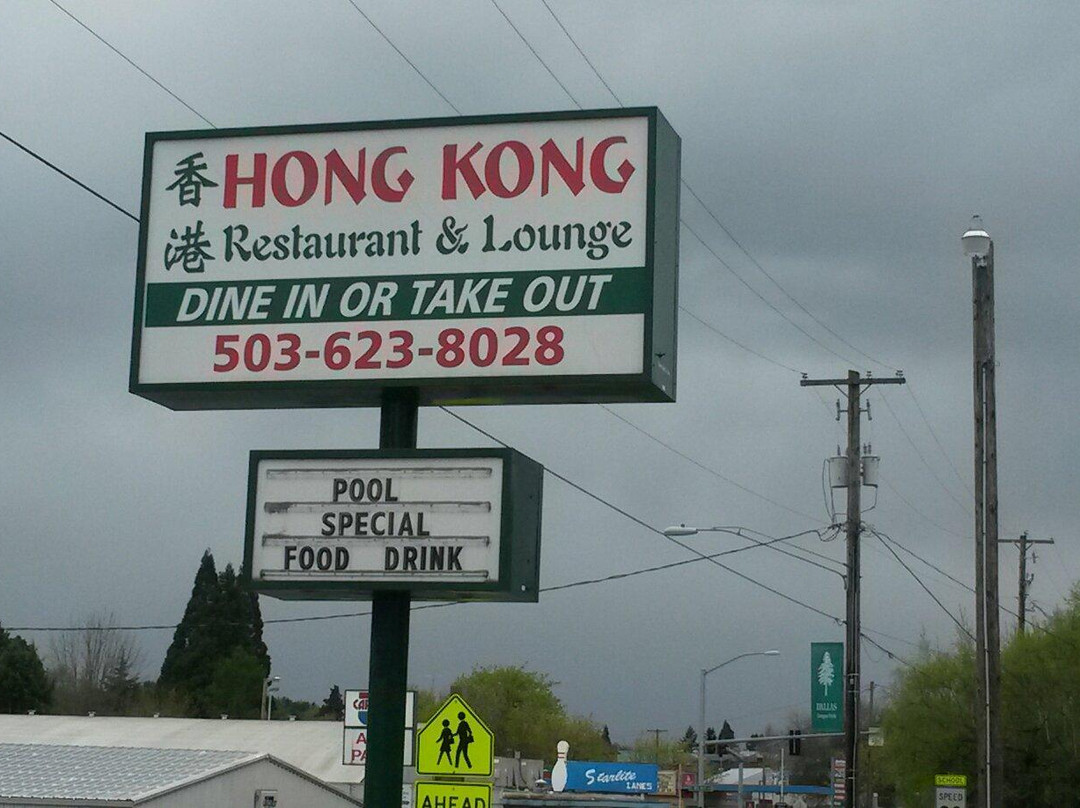 香 HONG KONG
港 Restaurant & Lounge
DINE IN OR TAKE OUT
503-623-8028
POOL
SPECIAL
FOOD DRINK
DALLAS
Starlite
LANES
AHEAD
SCHOOL
SPEED